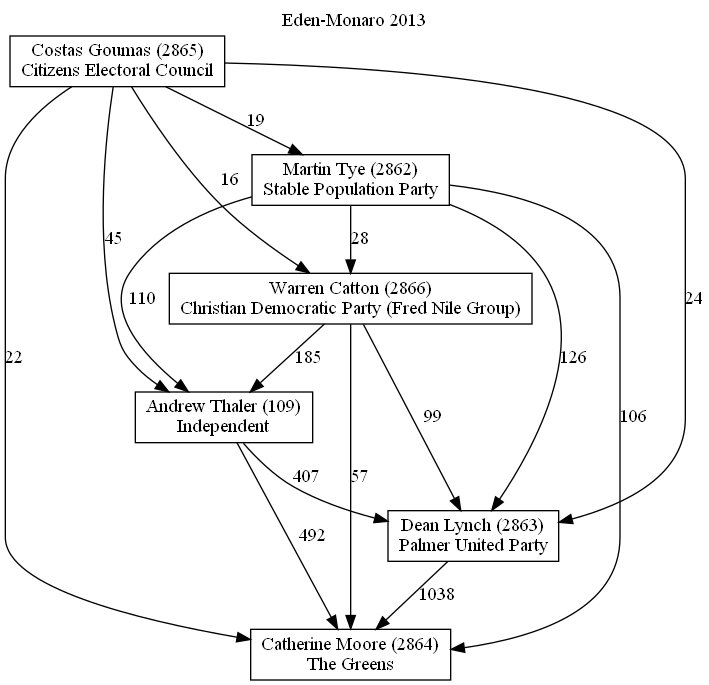 Eden-Monaro 2013
Costas Goumas (2865)
Citizens Electoral Council
19
Martin Tye (2862)
Stable Population Party
16
45
110
28
Warren Catton (2866)
Christian Democratic Party (Fred Nile Group)
24
22
185
126
Andrew Thaler (109)
Independent
99
106
407
57
492
Dean Lynch (2863)
Palmer United Party
1038
Catherine Moore (2864)
The Greens